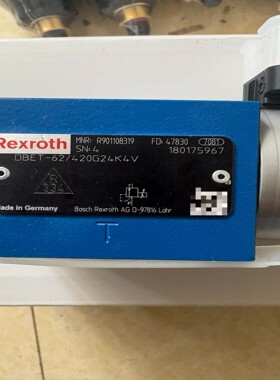 Rexroth
MNR: R901108319 FD: 47830 7081
SN:4 180175967
DBET-62/420G24K4V
Made in Germany
Bosch Rexroth AG D-97816 Lohr
T